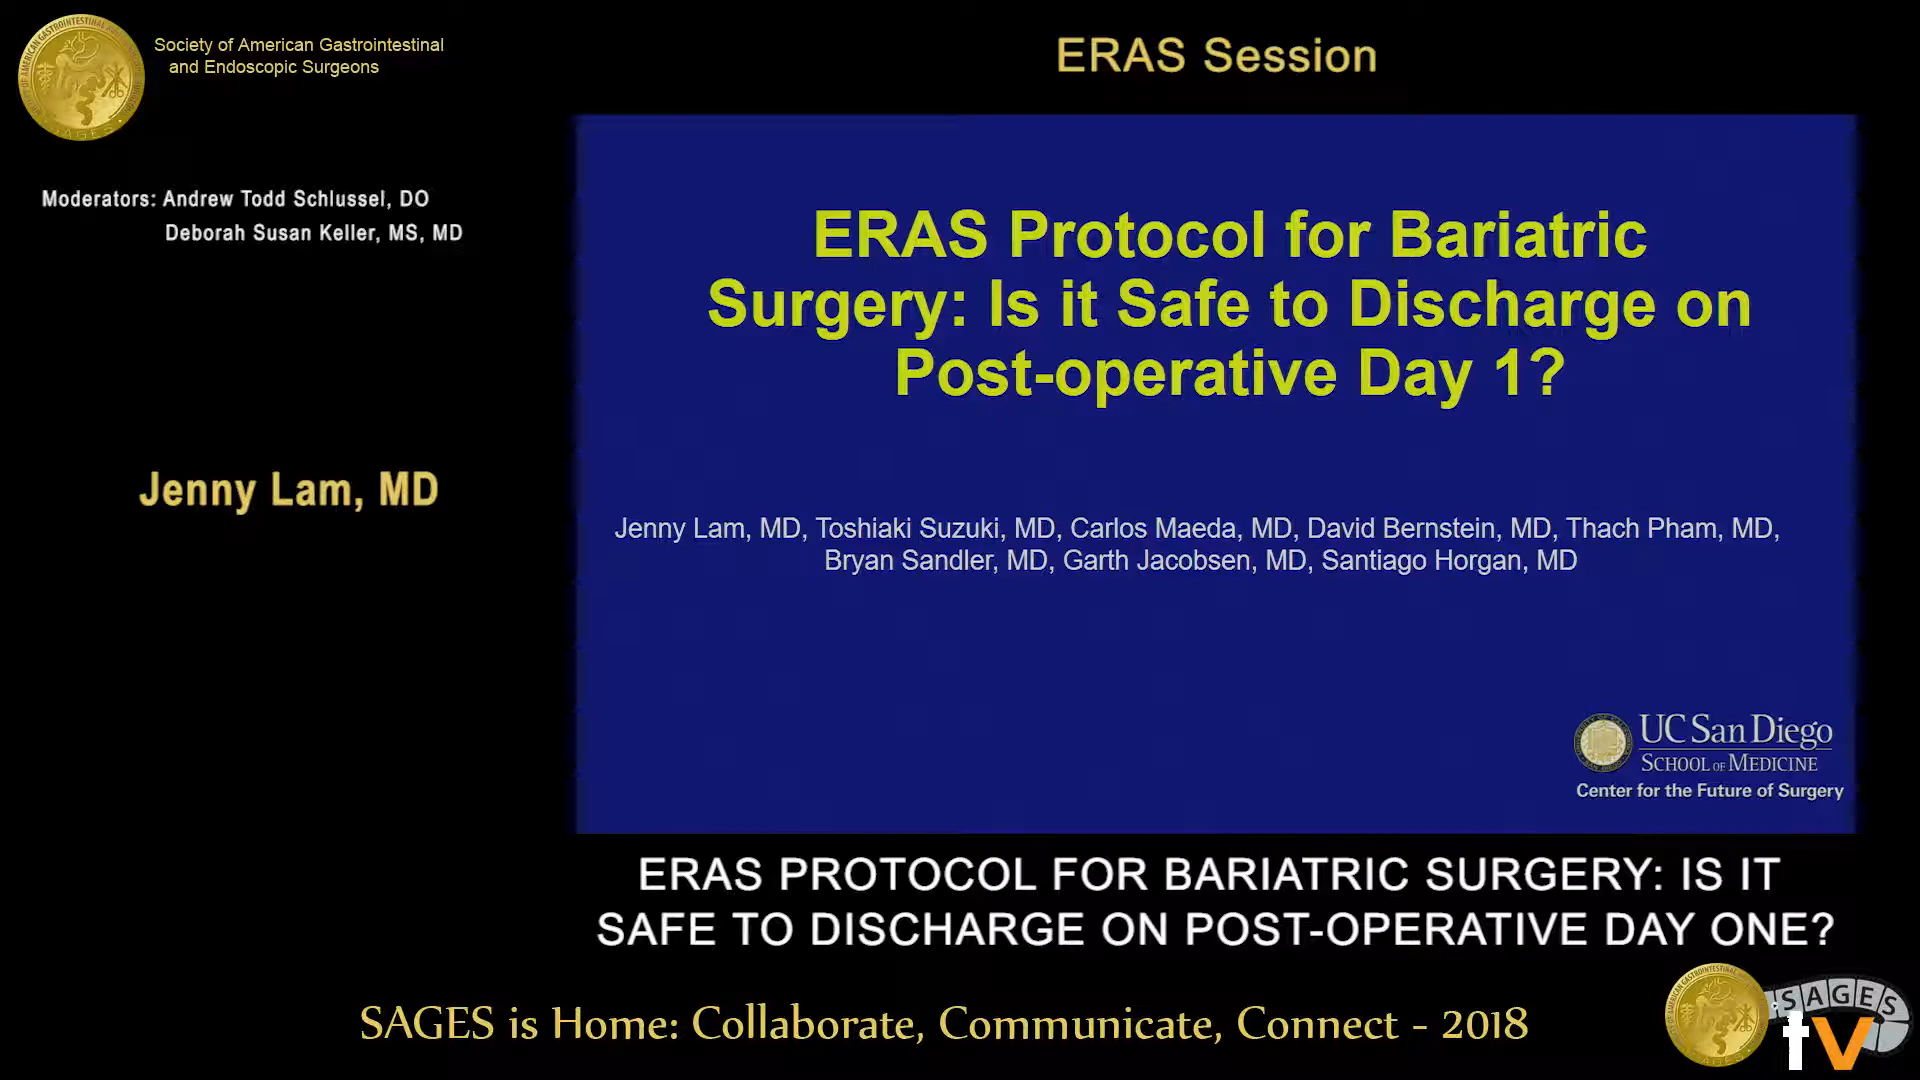 Society of American Gastrointestinal
and Endoscopic Surgeons
ERAS Session
Moderators: Andrew Todd Schlussel, DO
Deborah Susan Keller, MS, MD
Jenny Lam, MD
ERAS Protocol for Bariatric
Surgery: Is it Safe to Discharge on
Post-operative Day 1?
Jenny Lam, MD, Toshiaki Suzuki, MD, Carlos Maeda, MD, David Bernstein, MD, Thach Pham, MD,
Bryan Sandler, MD, Garth Jacobsen, MD, Santiago Horgan, MD
UC San Diego
SCHOOL OF MEDICINE
Center for the Future of Surgery
ERAS PROTOCOL FOR BARIATRIC SURGERY: IS IT
SAFE TO DISCHARGE ON POST-OPERATIVE DAY ONE?
SAGES is Home: Collaborate, Communicate, Connect - 2018
SAGES
tv